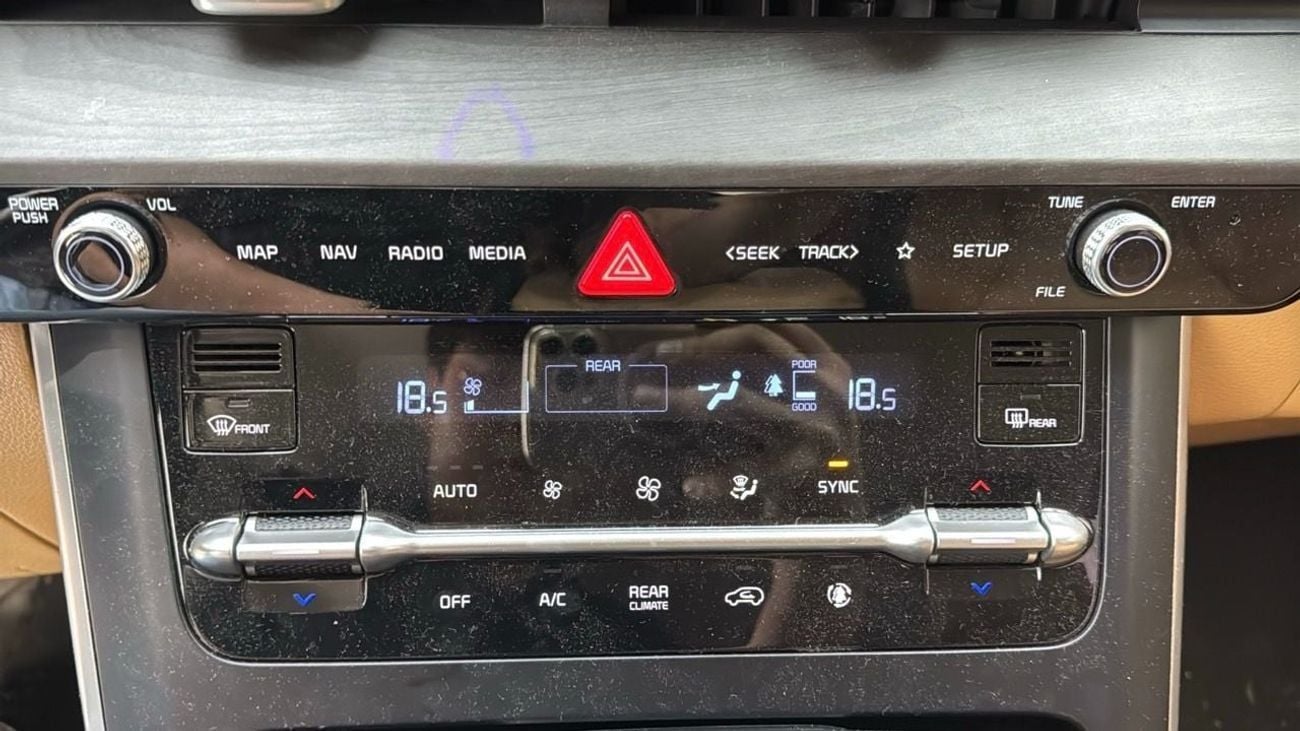 POWER
PUSH
VOL
TUNE
ENTER
MAP
NAV
RADIO
MEDIA
<SEEK
TRACK>
SETUP
FILE
REAR
POOR
18.5
18.5
GOOD
FRONT
REAR
AUTO
SYNC
OFF
A/C
REAR
CLIMATE